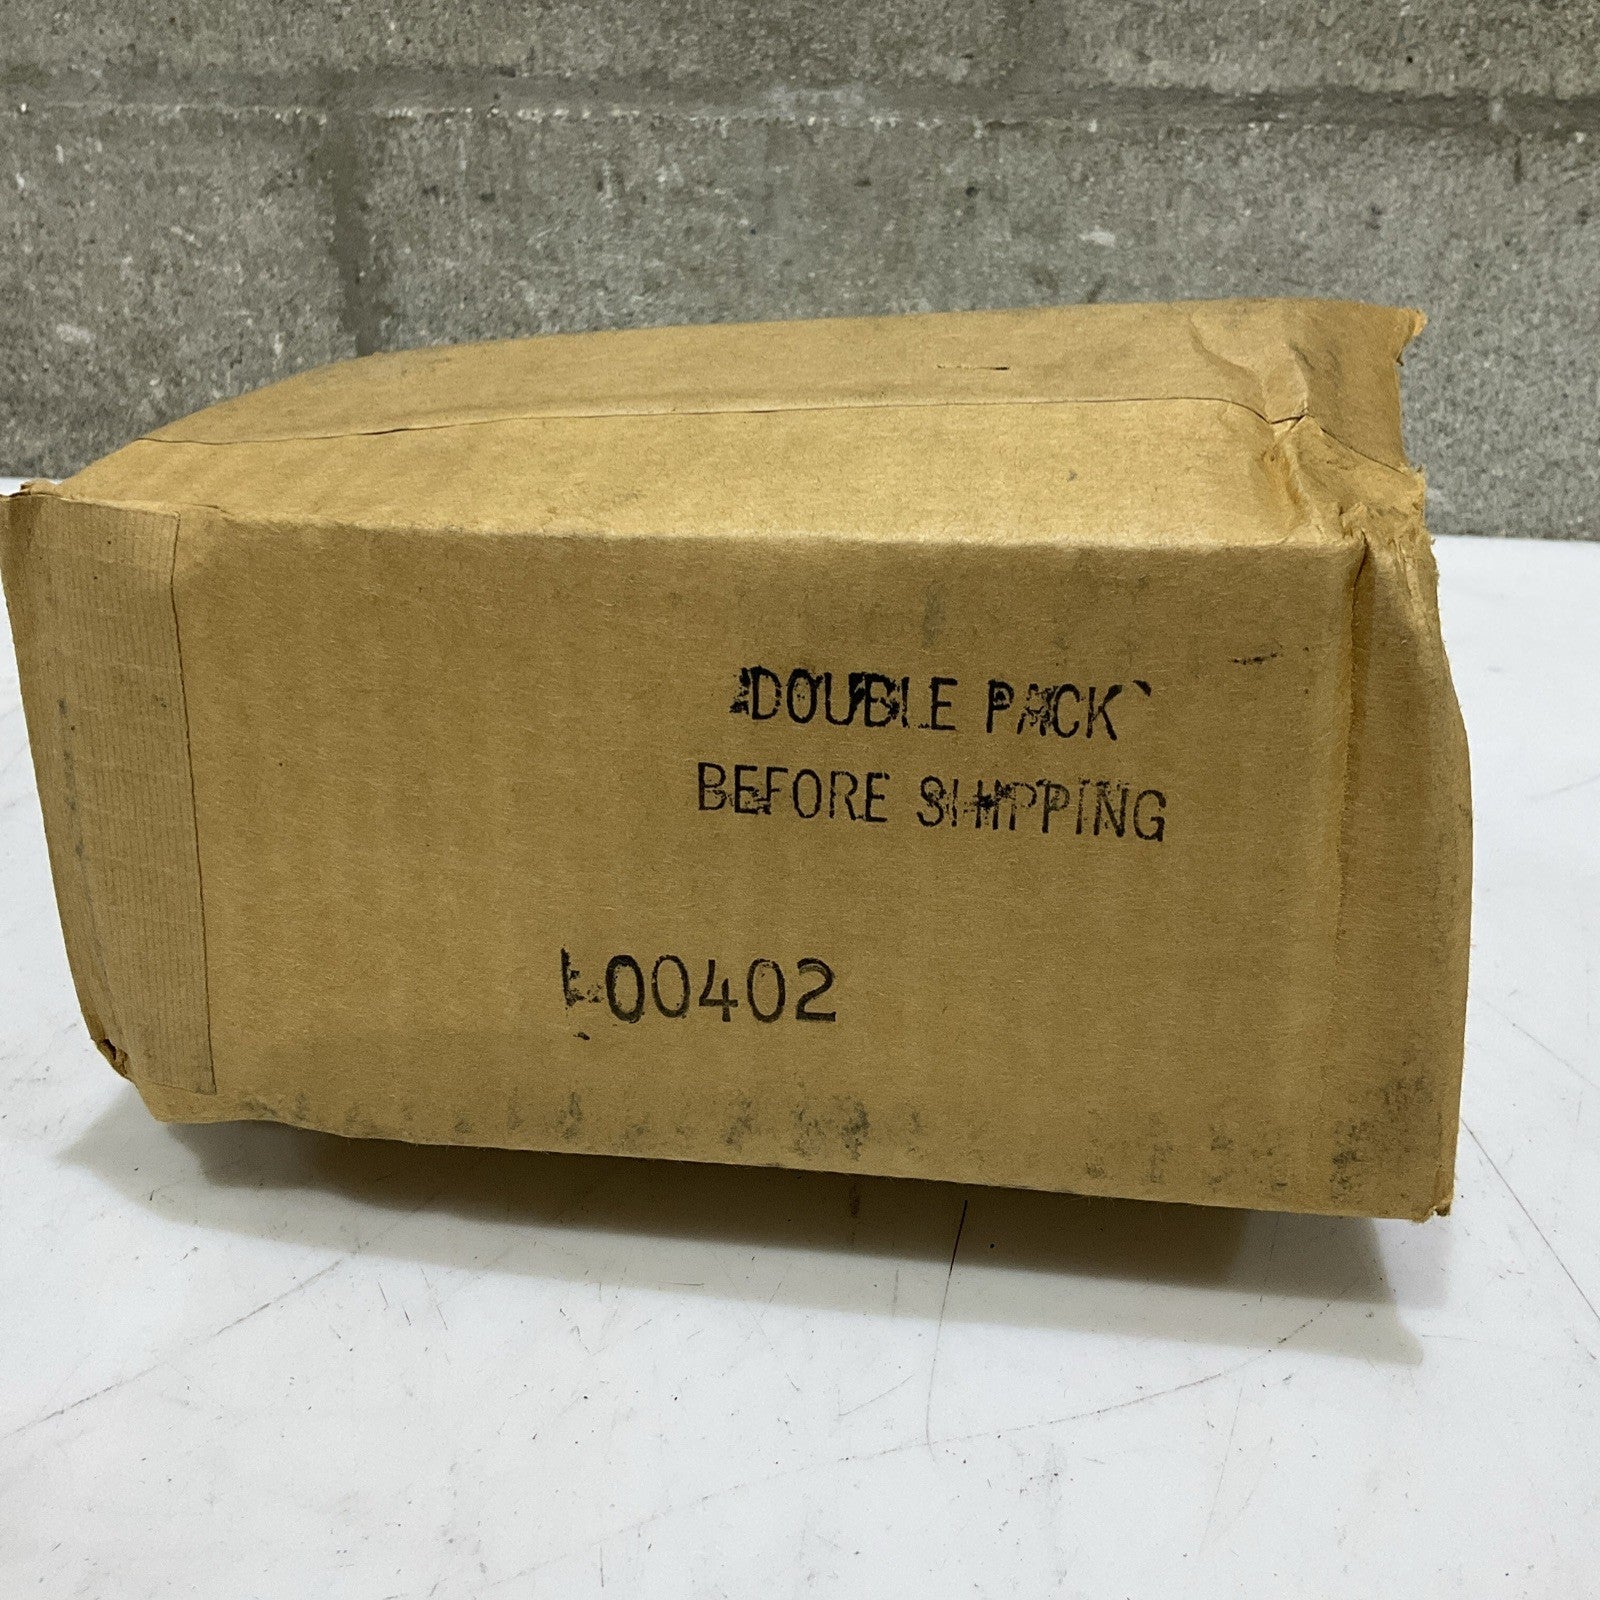 DOUBLE PACK
BEFORE SHIPPING
00402